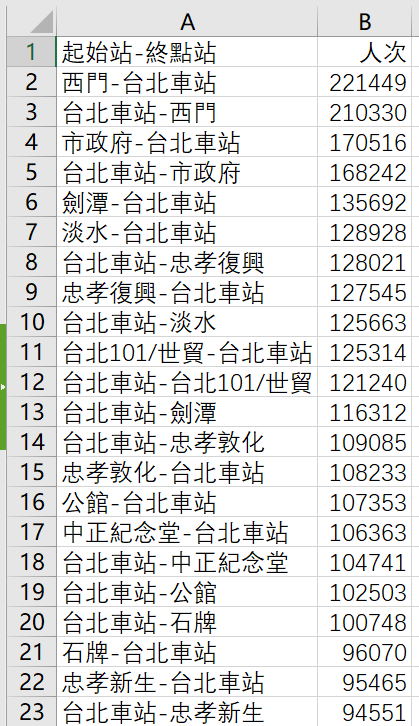 A B
1 起始站-終點站 人次
2 西門-台北車站 221449
3 台北車站-西門 210330
4 市政府-台北車站 170516
5 台北車站-市政府 168242
6 劍潭-台北車站 135692
7 淡水-台北車站 128928
8 台北車站-忠孝復興 128021
9 忠孝復興-台北車站 127545
10 台北車站-淡水 125663
11 台北101/世貿-台北車站 125314
12 台北車站-台北101/世貿 121240
13 台北車站-劍潭 116312
14 台北車站-忠孝敦化 109085
15 忠孝敦化-台北車站 108233
16 公館-台北車站 107353
17 中正紀念堂-台北車站 106363
18 台北車站-中正紀念堂 104741
19 台北車站-公館 102503
20 台北車站-石牌 100748
21 石牌-台北車站 96070
22 忠孝新生-台北車站 95465
23 台北車站-忠孝新生 94551